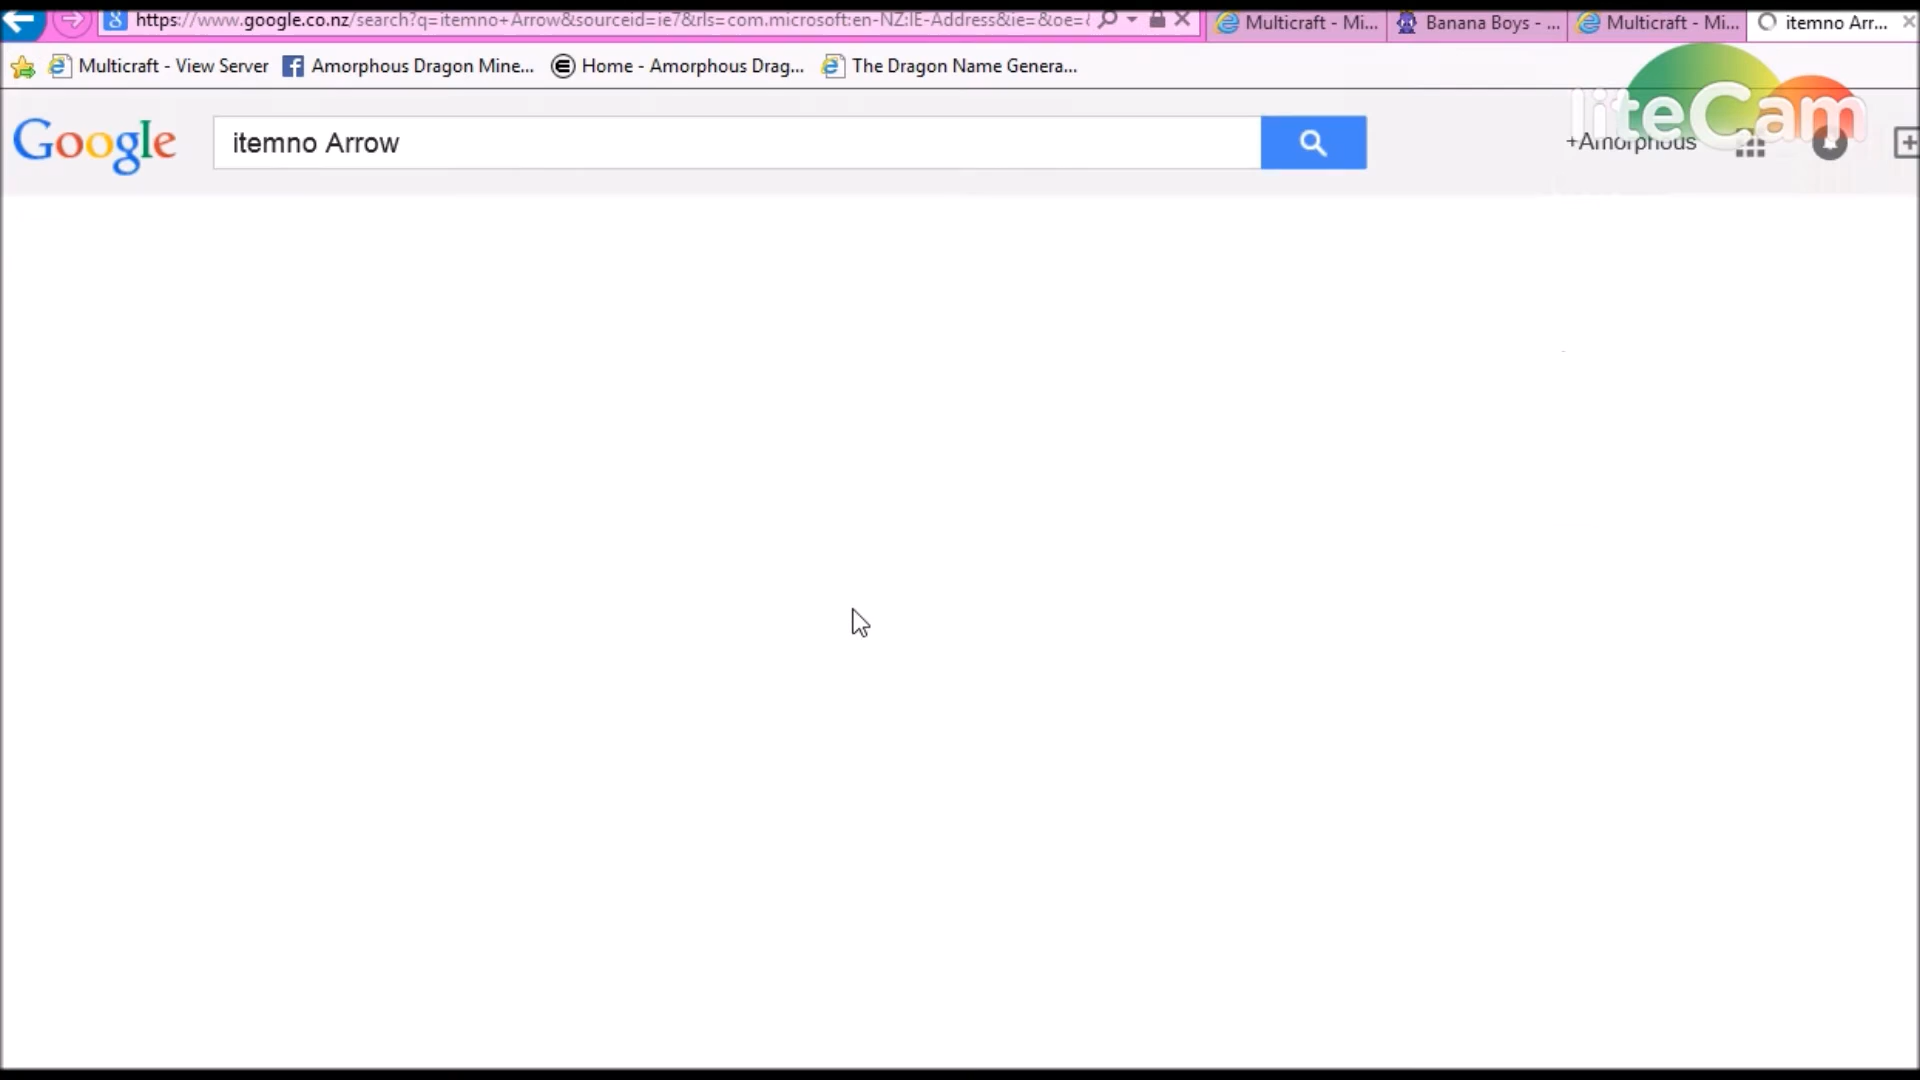 https://www.google.co.nz/search?q=itemno+Arrow&sourceid=ie7&rls=com.microsoft:en-NZ:IE-Address&ie=&oe=
Multicraft - Mi...
Banana Boys - ...
Multicraft - Mi...
itemno Arr...
Multicraft - View Server
Amorphous Dragon Mine...
Home - Amorphous Drag...
The Dragon Name Genera...
liteCam
Google
itemno Arrow
+Amorphous